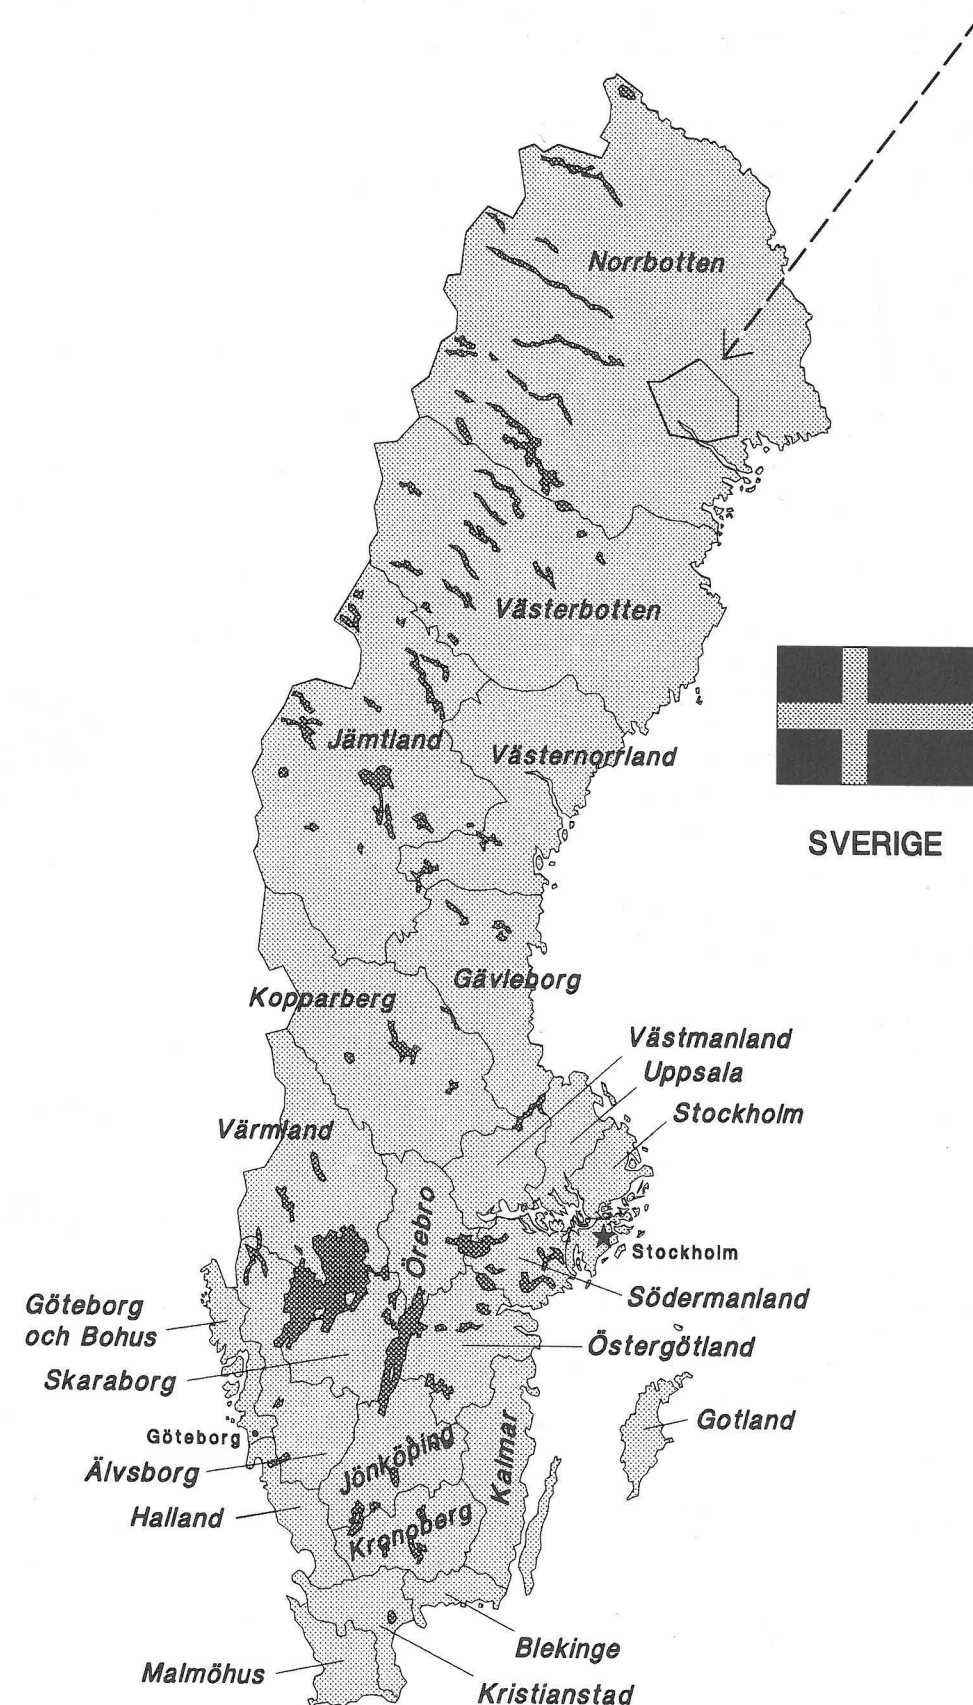 Norrbotten
Västerbotten
Jämtland
Västernorrland
SVERIGE
Gävleborg
Kopparberg
Västmanland
Uppsala
Stockholm
Värmland
Örebro
Stockholm
Södermanland
Göteborg
och Bohus
Östergötland
Skaraborg
Gotland
Göteborg
Jönköping
Kalmar
Älvsborg
Halland
Kronoberg
Blekinge
Malmöhus
Kristianstad